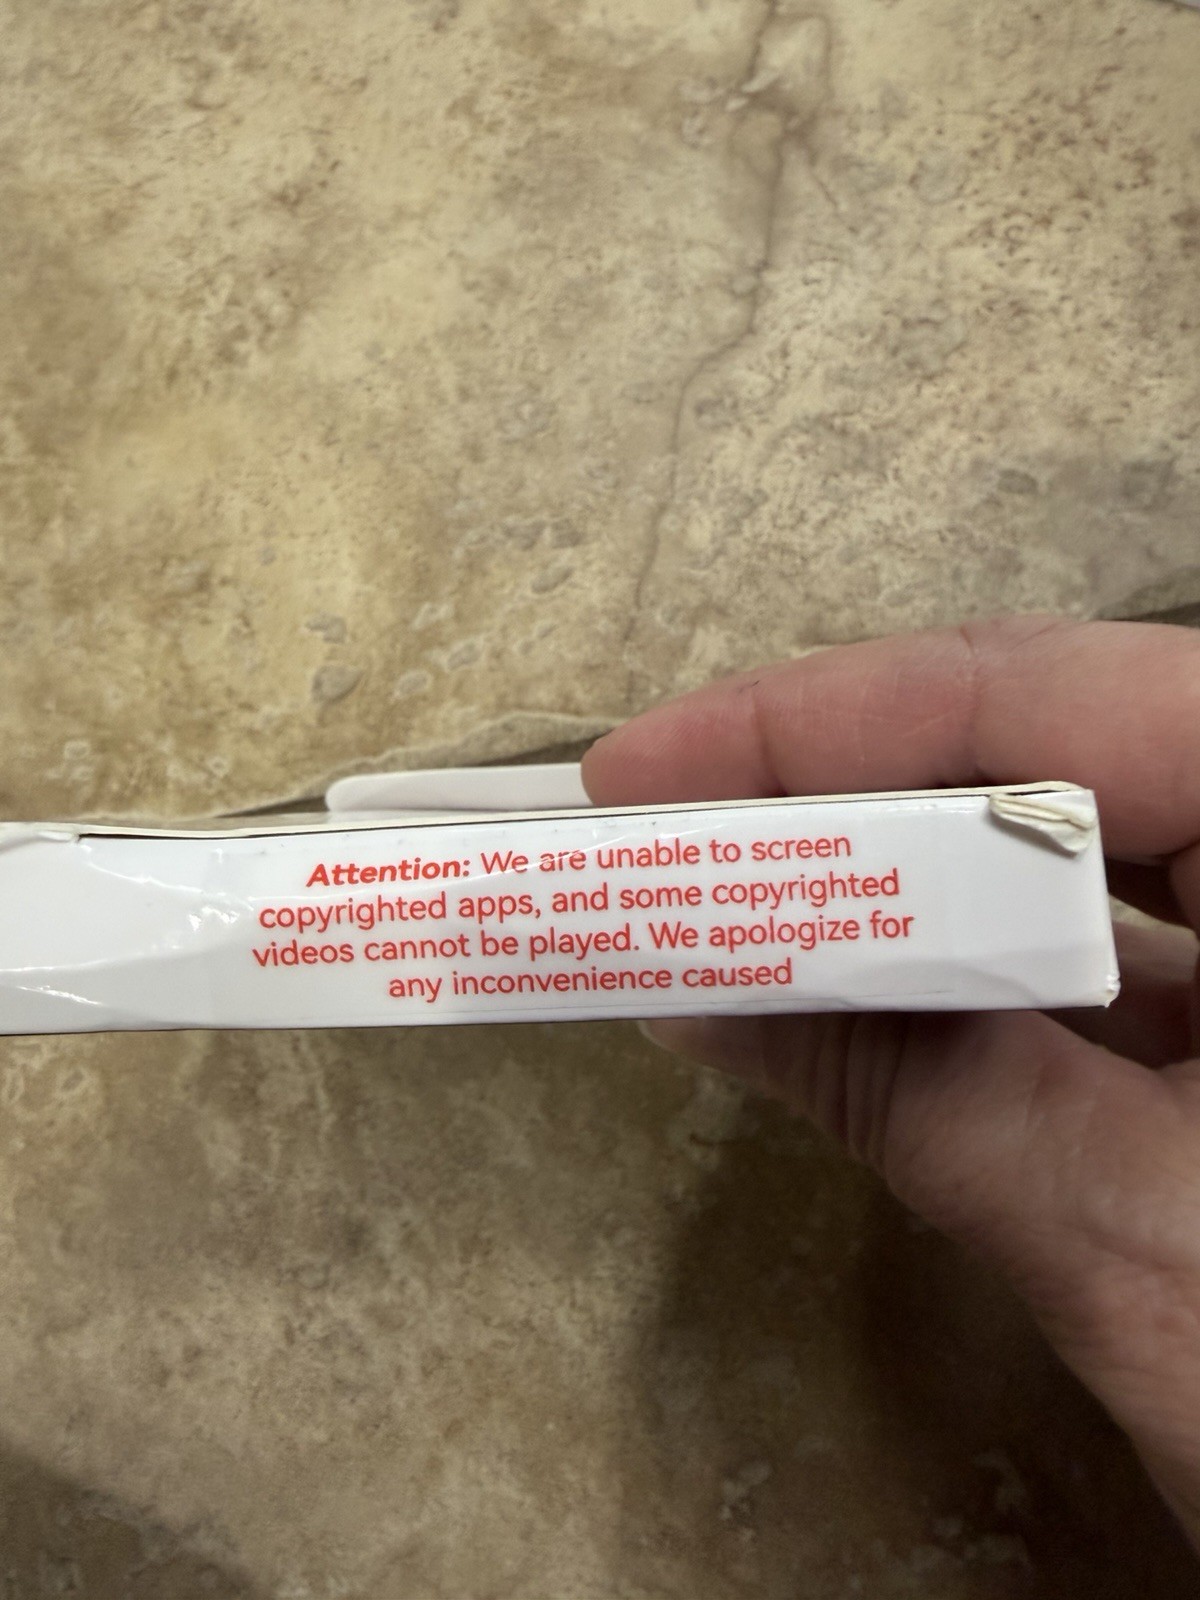 Attention: We are unable to screen
copyrighted apps, and some copyrighted
videos cannot be played. We apologize for
any inconvenience caused